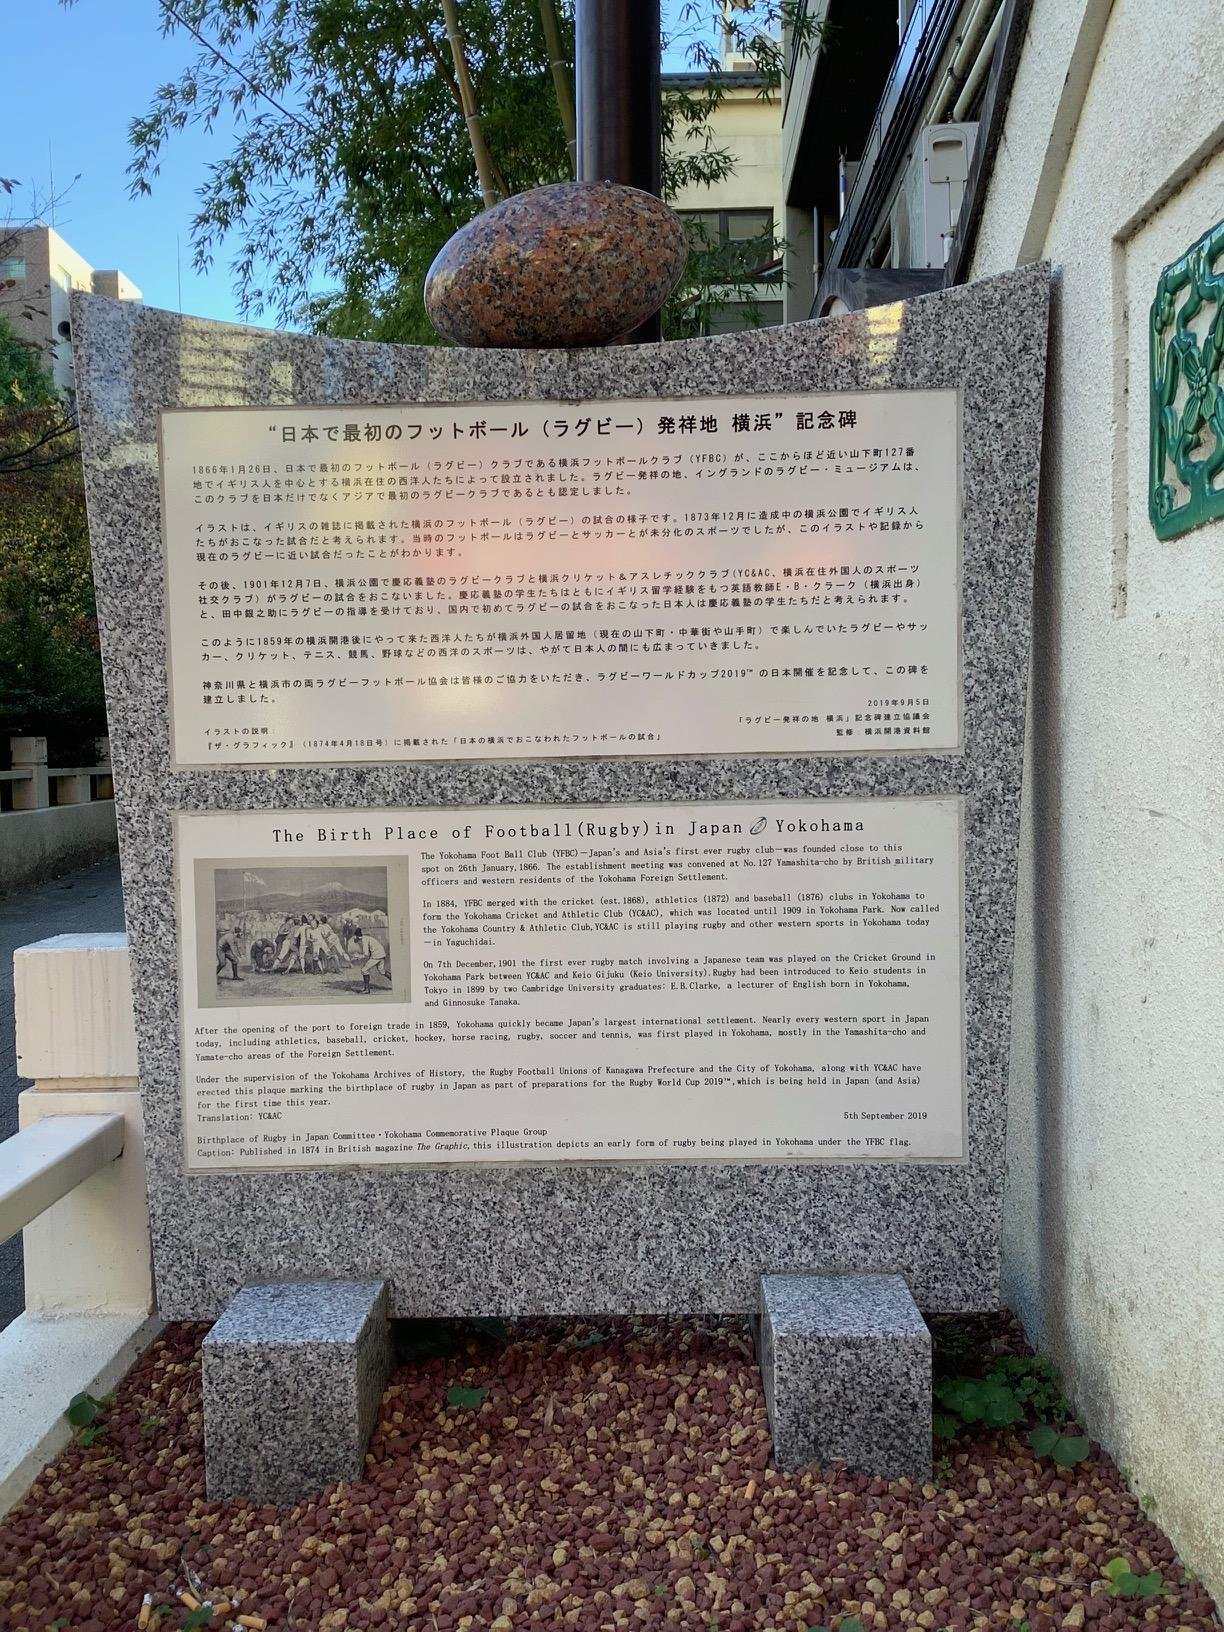 “日本で最初のフットボール（ラグビー）発祥地 横浜”記念碑
1866年1月26日、日本で最初のフットボール（ラグビー）クラブである横浜フットボールクラブ（YFBC）が、ここからほど近い山下町127番
地でイギリス人を中心とする横浜在住の西洋人たちによって設立されました。ラグビー発祥の地、イングランドのラグビー・ミュージアムは、
このクラブを日本だけでなくアジアで最初のラグビークラブであるとも認定しました。
イラストは、イギリスの雑誌に掲載された横浜のフットボール（ラグビー）の試合の様子です。1873年12月に造成中の横浜公園でイギリス人
たちがおこなった試合だと考えられます。当時のフットボールはラグビーとサッカーとが未分化のスポーツでしたが、このイラストや記録から
現在のラグビーに近い試合だったことがわかります。
その後、1901年12月7日、横浜公園で慶応義塾のラグビークラブと横浜クリケット＆アスレチッククラブ(YC&AC、横浜在住外国人のスポーツ
社交クラブ）がラグビーの試合をおこないました。慶応義塾の学生たちはともにイギリス留学経験をもつ英語教師E・B・クラーク（横浜出身）
と、田中銀之助にラグビーの指導を受けており、国内で初めてラグビーの試合をおこなった日本人は慶応義塾の学生たちだと考えられます。
このように1859年の横浜開港後にやって来た西洋人たちが横浜外国人居留地（現在の山下町・中華街や山手町）で楽しんでいたラグビーやサッ
カー、クリケット、テニス、競馬、野球などの西洋のスポーツは、やがて日本人の間にも広まっていきました。
神奈川県と横浜市の両ラグビーフットボール協会は皆様のご協力をいただき、ラグビーワールドカップ2019™ の日本開催を記念して、この碑を
建立しました。
2019年9月5日
「ラグビー発祥の地 横浜」記念碑建立協議会
監修：横浜開港資料館
イラストの説明：
『ザ・グラフィック』（1874年4月18日号）に掲載された「日本の横浜でおこなわれたフットボールの試合」
The Birth Place of Football(Rugby)in Japan Yokohama
The Yokohama Foot Ball Club (YFBC)—Japan's and Asia's first ever rugby club—was founded close to this
spot on 26th January, 1866. The establishment meeting was convened at No.127 Yamashita-cho by British military
officers and western residents of the Yokohama Foreign Settlement.
In 1884, YFBC merged with the cricket (est.1868), athletics (1872) and baseball (1876) clubs in Yokohama to
form the Yokohama Cricket and Athletic Club (YC&AC), which was located until 1909 in Yokohama Park. Now called
the Yokohama Country & Athletic Club, YC&AC is still playing rugby and other western sports in Yokohama today
—in Yaguchidai.
On 7th December, 1901 the first ever rugby match involving a Japanese team was played on the Cricket Ground in
Yokohama Park between YC&AC and Keio Gijuku (Keio University). Rugby had been introduced to Keio students in
Tokyo in 1899 by two Cambridge University graduates: E.B.Clarke, a lecturer of English born in Yokohama,
and Ginnosuke Tanaka.
After the opening of the port to foreign trade in 1859, Yokohama quickly became Japan's largest international settlement. Nearly every western sport in Japan
today, including athletics, baseball, cricket, hockey, horse racing, rugby, soccer and tennis, was first played in Yokohama, mostly in the Yamashita-cho and
Yamate-cho areas of the Foreign Settlement.
Under the supervision of the Yokohama Archives of History, the Rugby Football Unions of Kanagawa Prefecture and the City of Yokohama, along with YC&AC have
erected this plaque marking the birthplace of rugby in Japan as part of preparations for the Rugby World Cup 2019™, which is being held in Japan (and Asia)
for the first time this year.
Translation: YC&AC
5th September 2019
Birthplace of Rugby in Japan Committee・Yokohama Commemorative Plaque Group
Caption: Published in 1874 in British magazine The Graphic, this illustration depicts an early form of rugby being played in Yokohama under the YFBC flag.